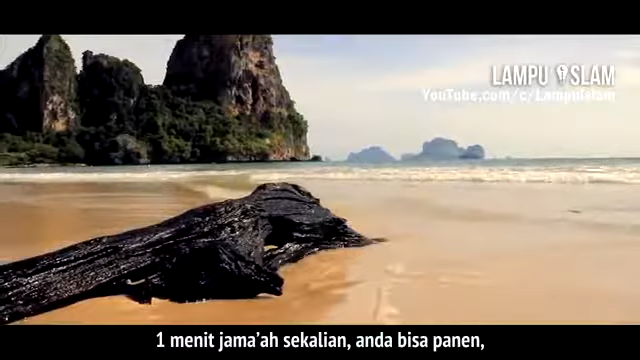 LAMPU ISLAM
YouTube.com/c/LampuIslam
1 menit jama'ah sekalian, anda bisa panen,